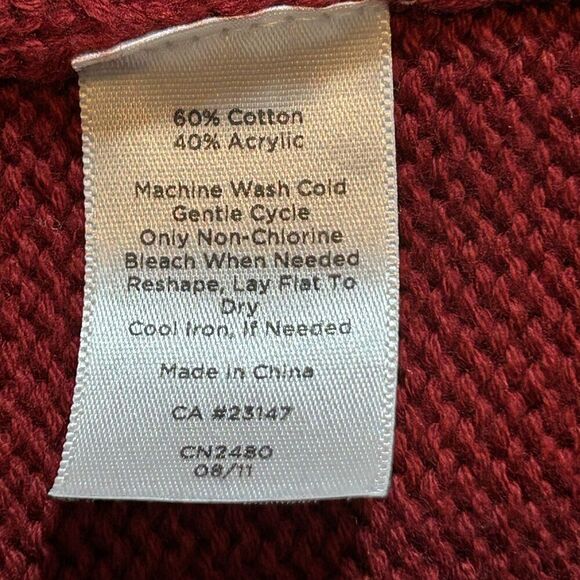 60% Cotton
40% Acrylic
Machine Wash Cold
Gentle Cycle
Only Non-Chlorine
Bleach When Needed
Reshape, Lay Flat To
Dry
Cool Iron, If Needed
Made in China
CA #23147
CN2480
08/11